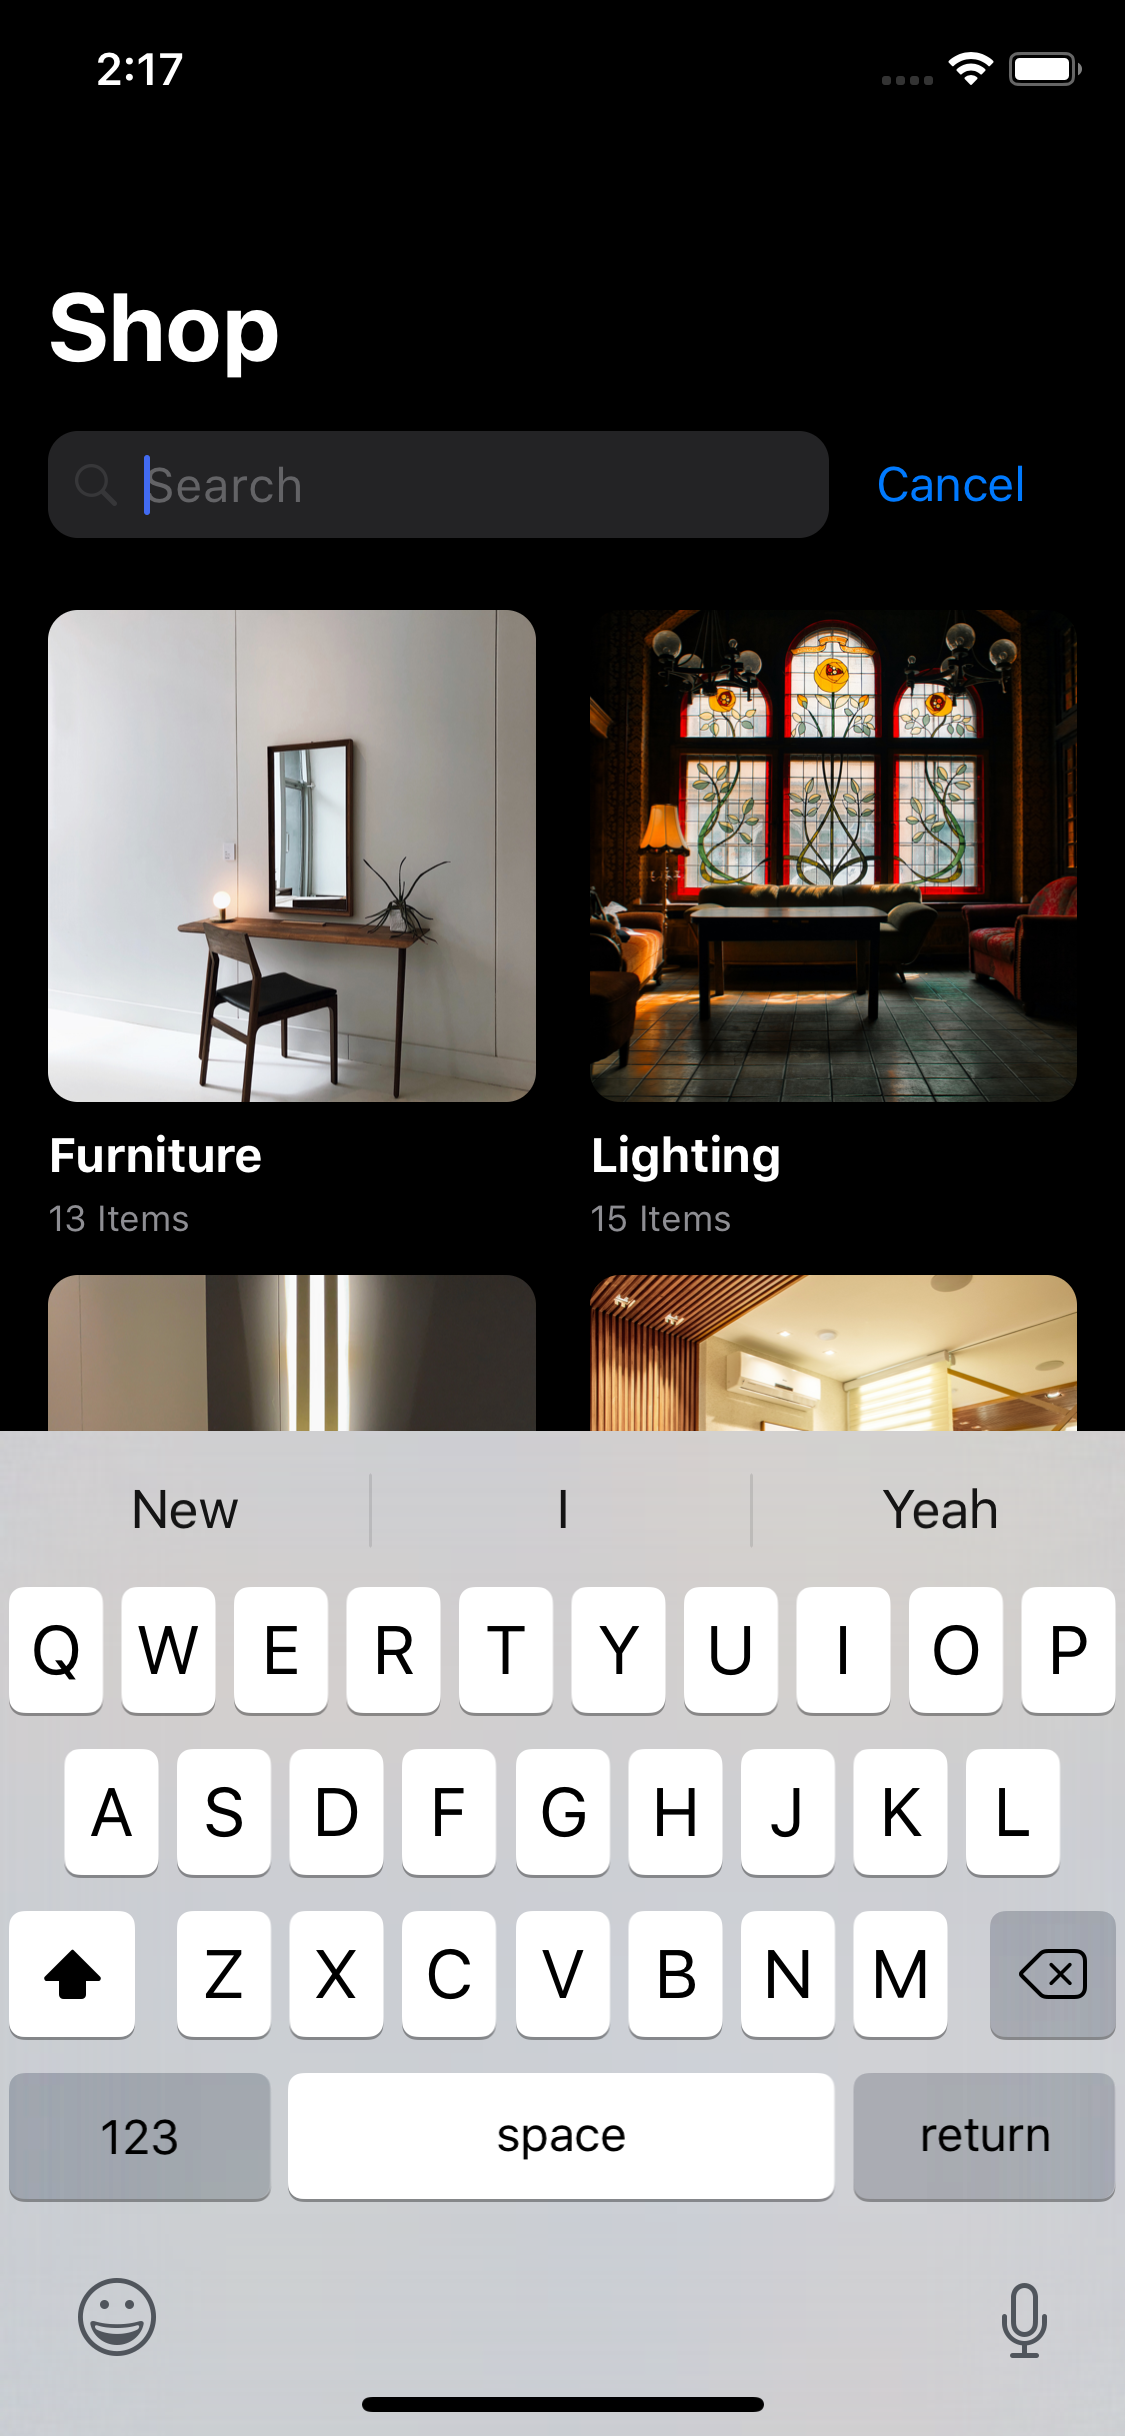 2:17
Shop
Search
Cancel
Furniture
Lighting
13 Items
15 Items
New
I
Yeah
Q W E R T Y U I O P
A S D F G H J K L
Z X C V B N M
123
space
return